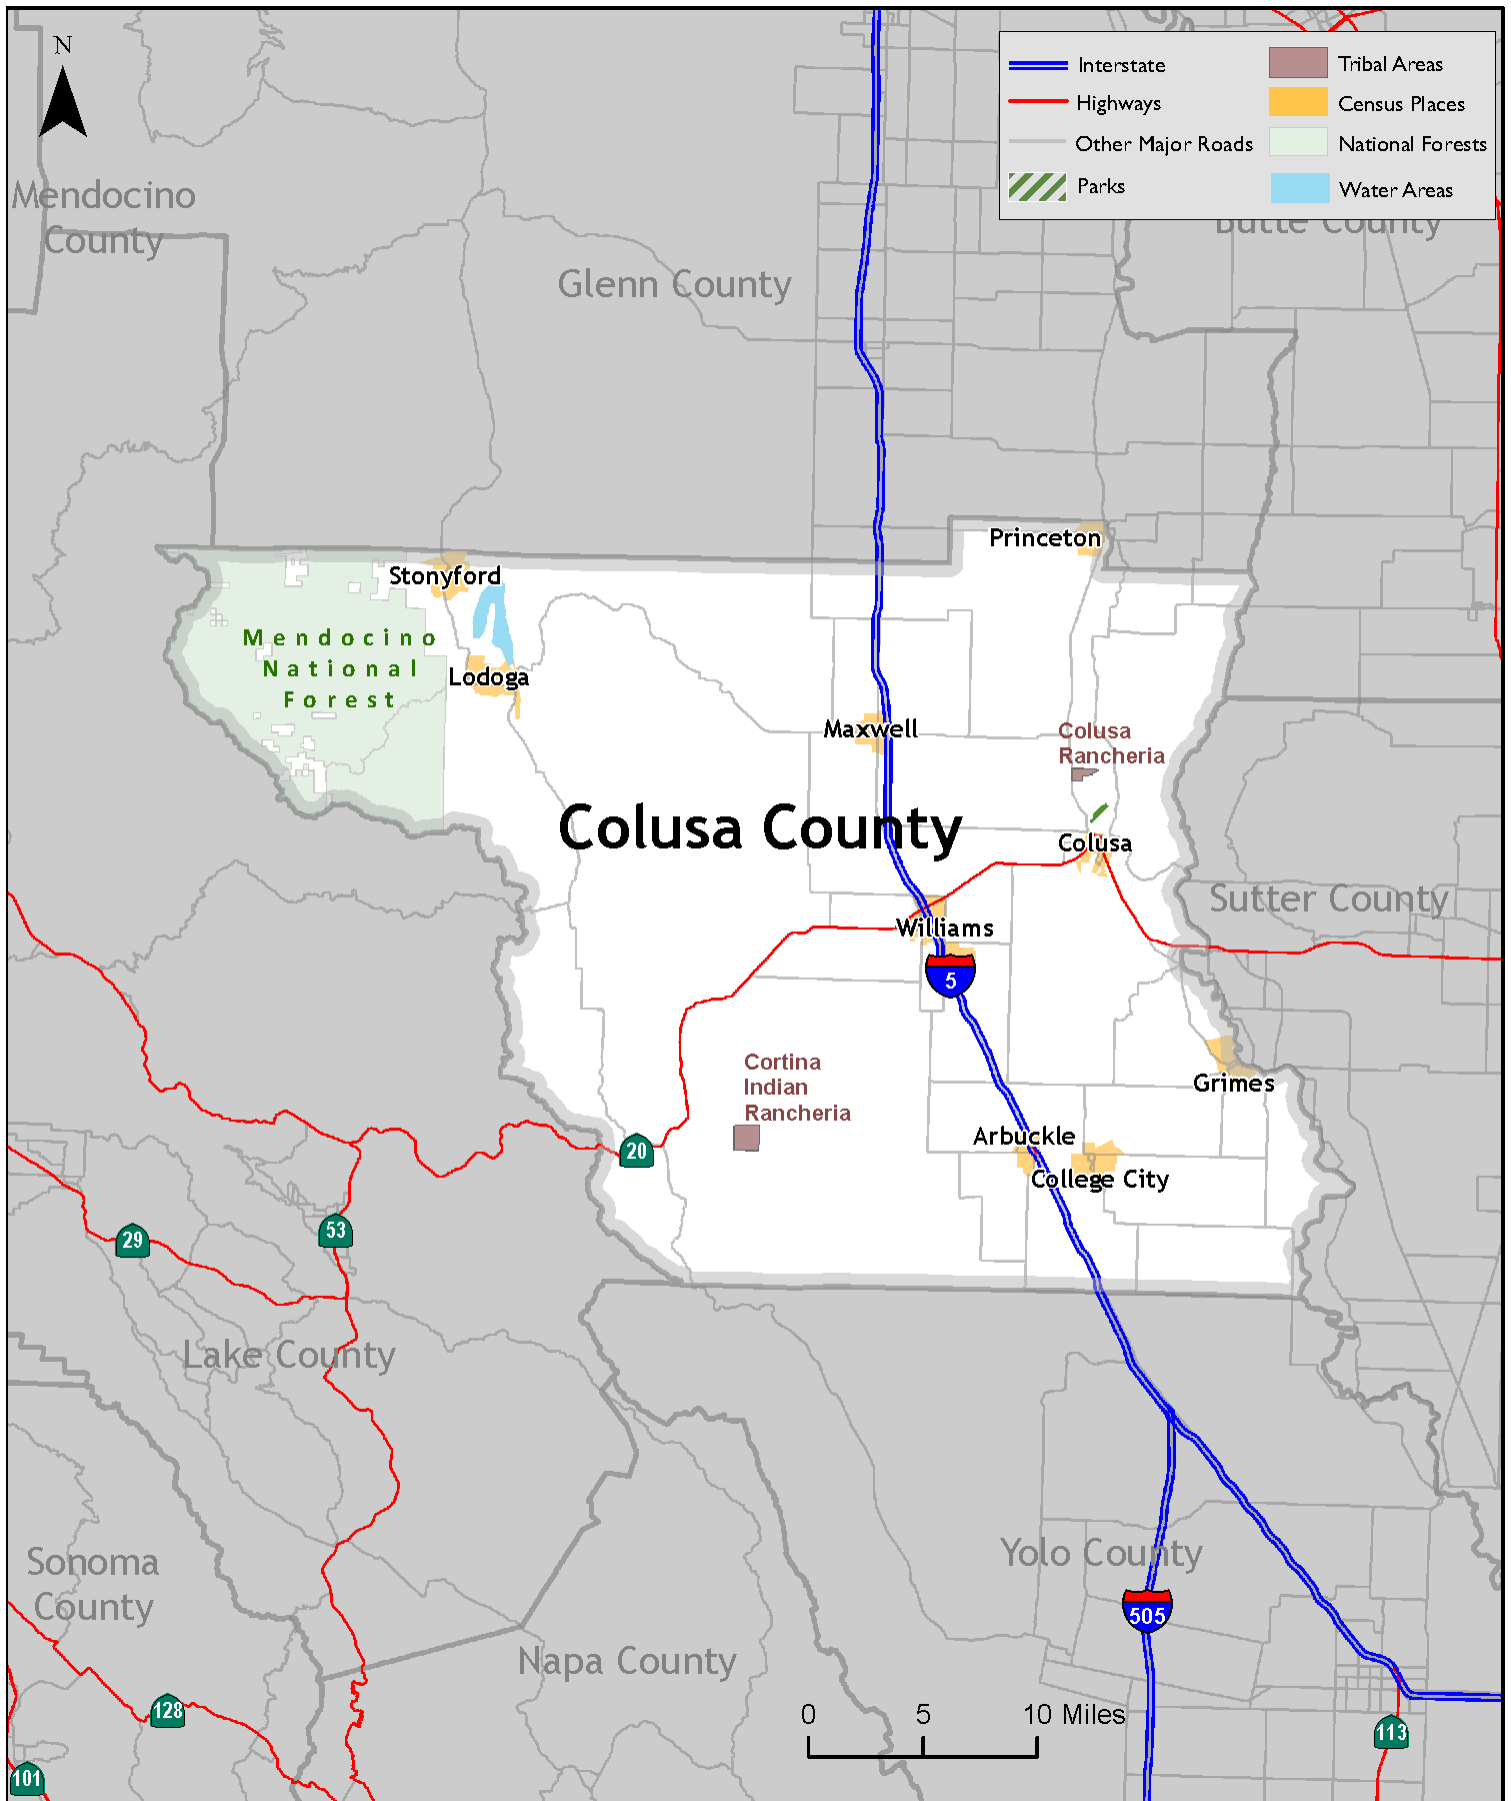 N
Interstate
Highways
Other Major Roads
Parks
Tribal Areas
Census Places
National Forests
Water Areas
Mendocino
County
Butte County
Glenn County
Princeton
Stonyford
Mendocino
National
Forest
Lodoga
Maxwell
Colusa
Rancheria
Colusa County
Colusa
Sutter County
Williams
5
Cortina
Indian
Rancheria
Grimes
Arbuckle
20
College City
53
29
Lake County
Yolo County
Sonoma
County
505
Napa County
128
0 5 10 Miles
113
101